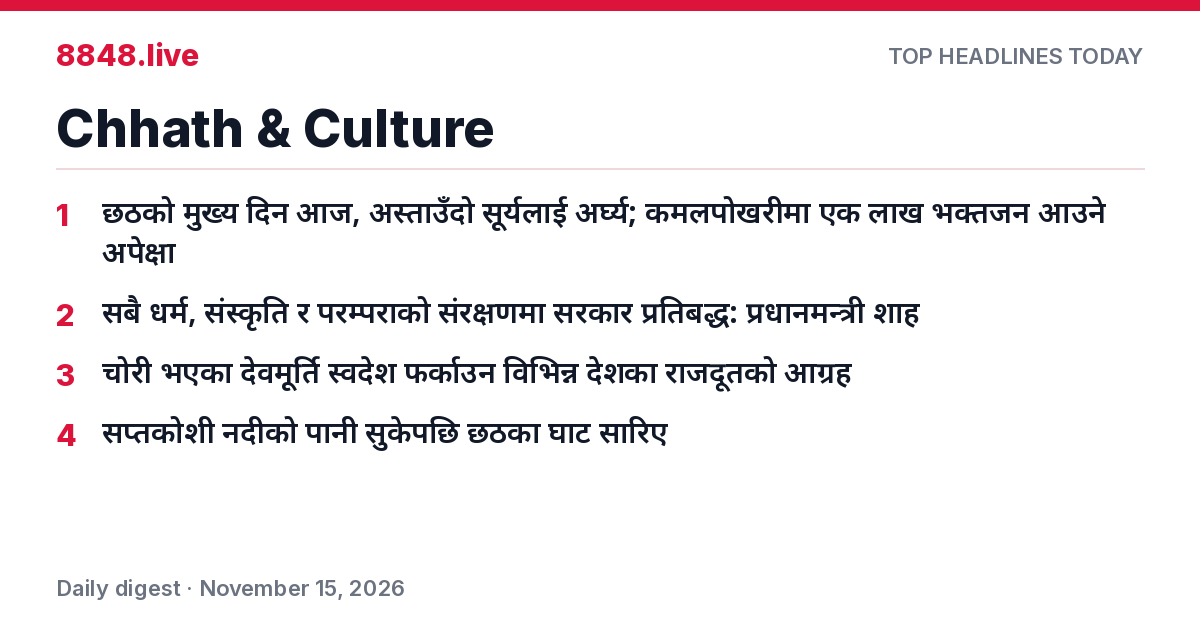 8848.live
TOP HEADLINES TODAY
Chhath & Culture
1 छठको मुख्य दिन आज, अस्ताउँदो सूर्यलाई अर्घ्य; कमलपोखरीमा एक लाख भक्तजन आउने
अपेक्षा
2 सबै धर्म, संस्कृति र परम्पराको संरक्षणमा सरकार प्रतिबद्ध: प्रधानमन्त्री शाह
3 चोरी भएका देवमूर्ति स्वदेश फर्काउन विभिन्न देशका राजदूतको आग्रह
4 सप्तकोशी नदीको पानी सुकेपछि छठका घाट सारिए
Daily digest · November 15, 2026